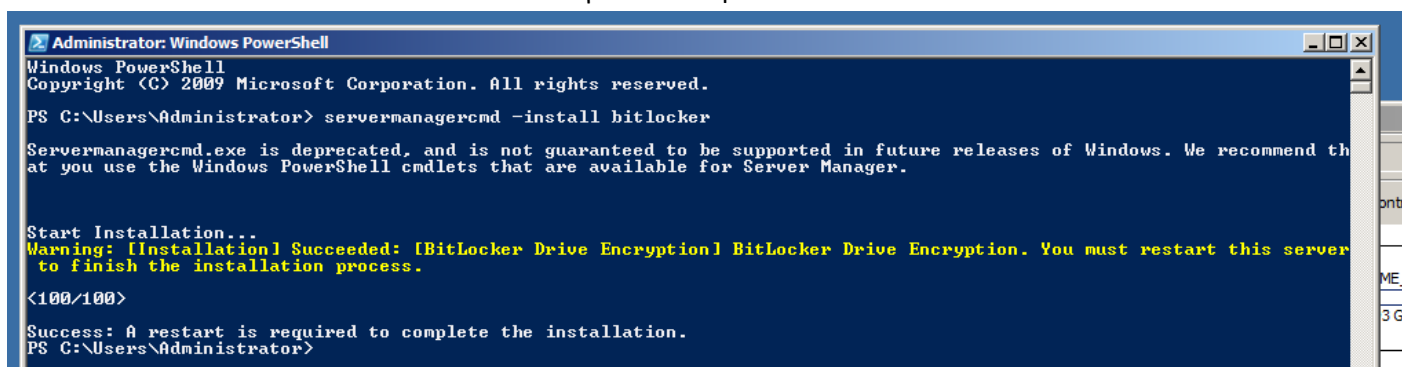 Administrator: Windows PowerShell
Windows PowerShell
Copyright (C) 2009 Microsoft Corporation. All rights reserved.
PS C:\Users\Administrator> servermanagercmd -install bitlocker
Servermanagercmd.exe is deprecated, and is not guaranteed to be supported in future releases of Windows. We recommend th
at you use the Windows PowerShell cmdlets that are available for Server Manager.
Start Installation...
Warning: [Installation] Succeeded: [BitLocker Drive Encryption] BitLocker Drive Encryption. You must restart this server
to finish the installation process.
<100/100>
Success: A restart is required to complete the installation.
PS C:\Users\Administrator>
ont
ME_
3 G